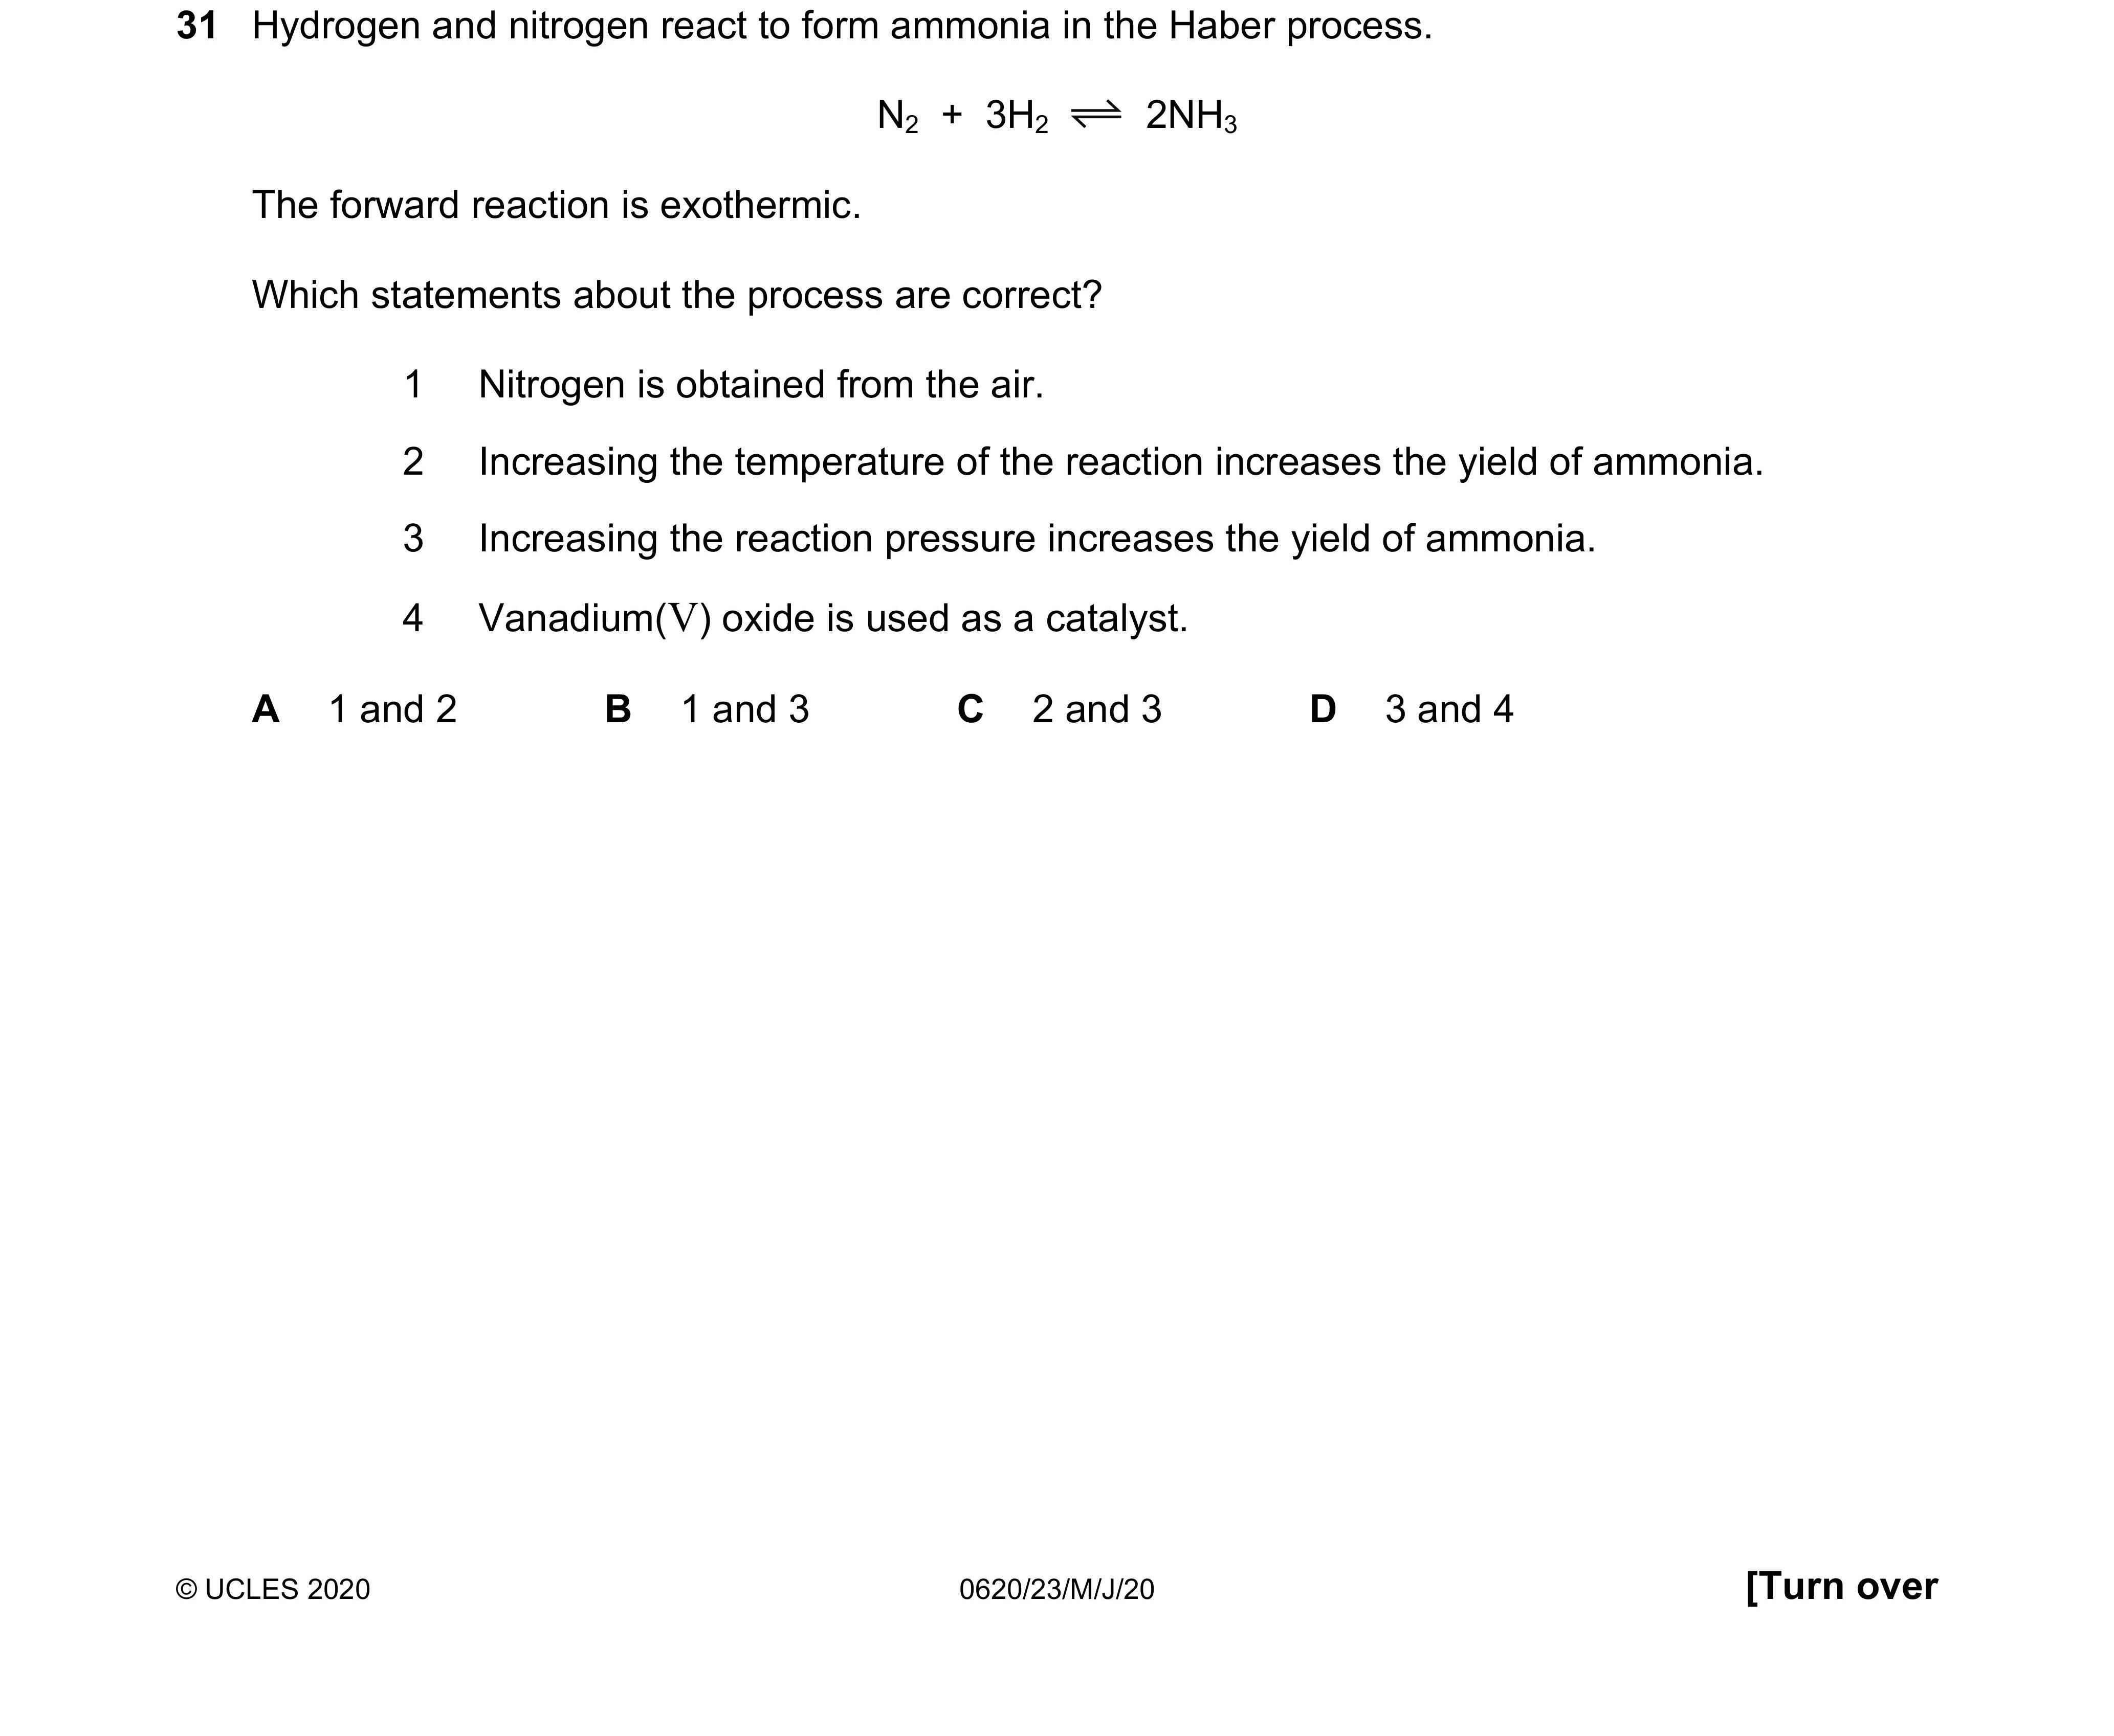 31 Hydrogen and nitrogen react to form ammonia in the Haber process.
N₂ + 3H₂ ⇌ 2NH₃
The forward reaction is exothermic.
Which statements about the process are correct?
1 Nitrogen is obtained from the air.
2 Increasing the temperature of the reaction increases the yield of ammonia.
3 Increasing the reaction pressure increases the yield of ammonia.
4 Vanadium(V) oxide is used as a catalyst.
A 1 and 2 B 1 and 3 C 2 and 3 D 3 and 4
© UCLES 2020 0620/23/M/J/20 [Turn over